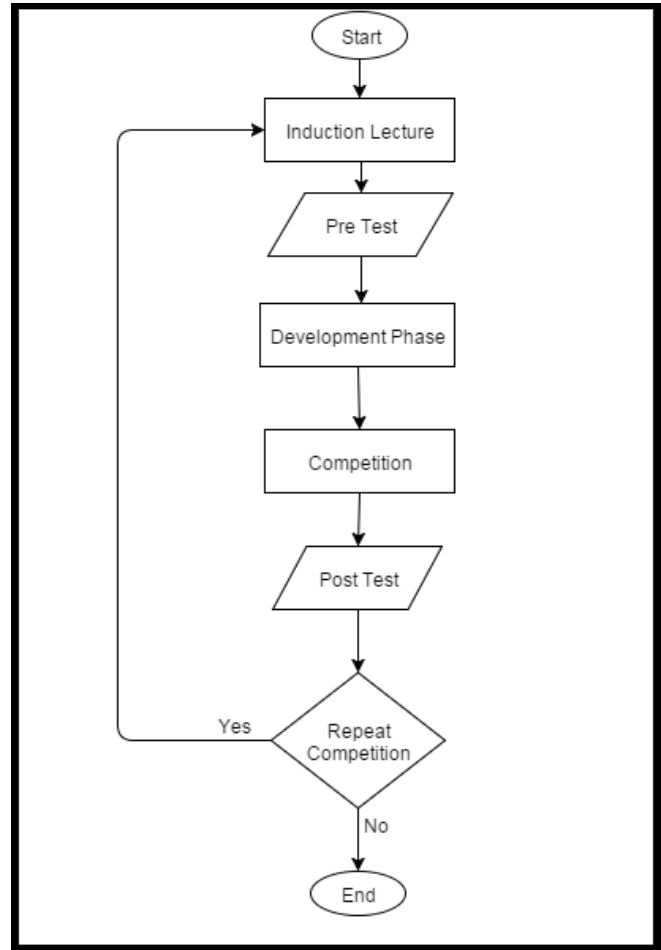 Start
Induction Lecture
Pre Test
Development Phase
Competition
Post Test
Repeat
Competition
Yes
No
End